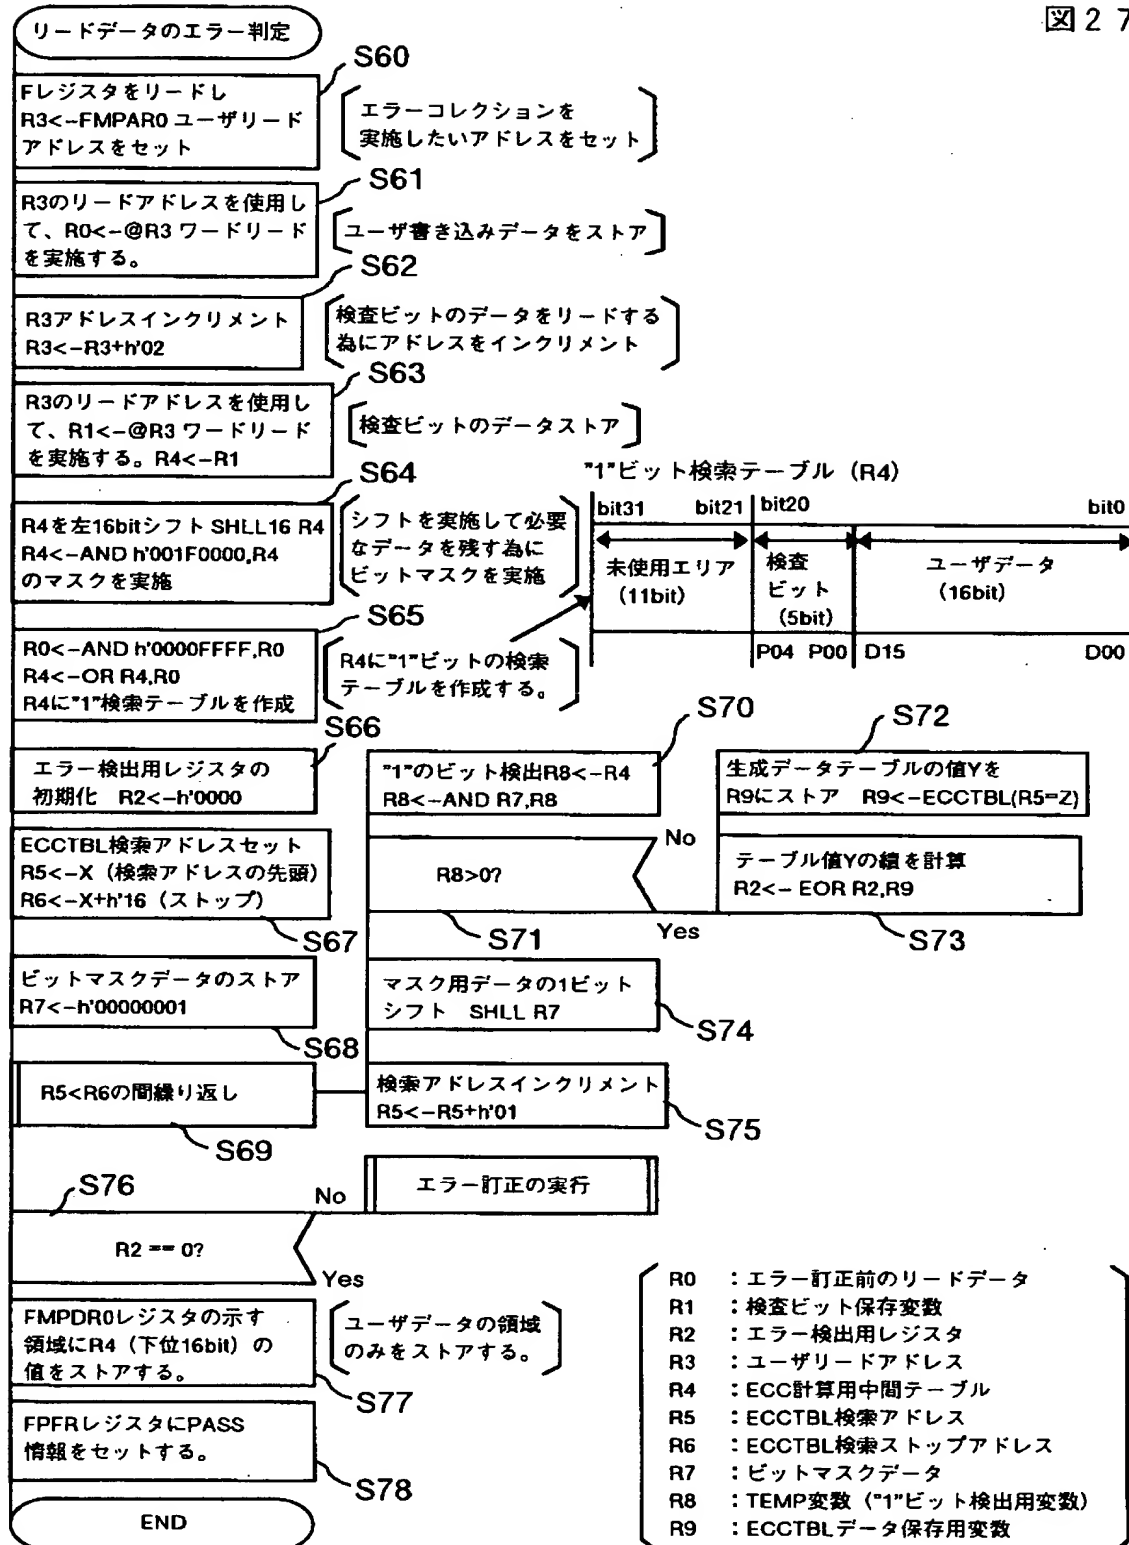 図27
リードデータのエラー判定
S60
Fレジスタをリードし
R3<-FMPAR0 ユーザリード
アドレスをセット
エラーコレクションを
実施したいアドレスをセット
S61
R3のリードアドレスを使用し
て、R0<-@R3 ワードリード
を実施する。
ユーザ書き込みデータをストア
S62
R3アドレスインクリメント
R3<-R3+h'02
検査ビットのデータをリードする
為にアドレスをインクリメント
S63
R3のリードアドレスを使用し
て、R1<-@R3 ワードリード
を実施する。R4<-R1
検査ビットのデータストア
S64
R4を左16bitシフト SHLL16 R4
R4<-AND h'001F0000,R4
のマスクを実施
シフトを実施して必要
なデータを残す為に
ビットマスクを実施
"1"ビット検索テーブル（R4）
bit31 bit21 bit20 bit0
未使用エリア
(11bit)
検査
ビット
(5bit)
ユーザデータ
(16bit)
P04 P00 D15 D00
S65
R0<-AND h'0000FFFF,R0
R4<-OR R4,R0
R4に"1"検索テーブルを作成
R4に"1"ビットの検索
テーブルを作成する。
S66
エラー検出用レジスタの
初期化 R2<-h'0000
ECCTBL検索アドレスセット
R5<-X（検索アドレスの先頭）
R6<-X+h'16（ストップ）
S67
ビットマスクデータのストア
R7<-h'00000001
S68
R5<R6の間繰り返し
S69
S70
"1"のビット検出R8<-R4
R8<-AND R7,R8
R8>0?
No
Yes
S71
S72
生成データテーブルの値Yを
R9にストア R9<-ECCTBL(R5=Z)
テーブル値Yの績を計算
R2<- EOR R2,R9
S73
マスク用データの1ビット
シフト SHLL R7
S74
検索アドレスインクリメント
R5<-R5+h'01
S75
S76
No
エラー訂正の実行
R2 == 0?
Yes
FMPDR0レジスタの示す
領域にR4（下位16bit）の
値をストアする。
ユーザデータの領域
のみをストアする。
S77
FPFRレジスタにPASS
情報をセットする。
S78
END
R0 ：エラー訂正前のリードデータ
R1 ：検査ビット保存変数
R2 ：エラー検出用レジスタ
R3 ：ユーザリードアドレス
R4 ：ECC計算用中間テーブル
R5 ：ECCTBL検索アドレス
R6 ：ECCTBL検索ストップアドレス
R7 ：ビットマスクデータ
R8 ：TEMP変数（"1"ビット検出用変数）
R9 ：ECCTBLデータ保存用変数